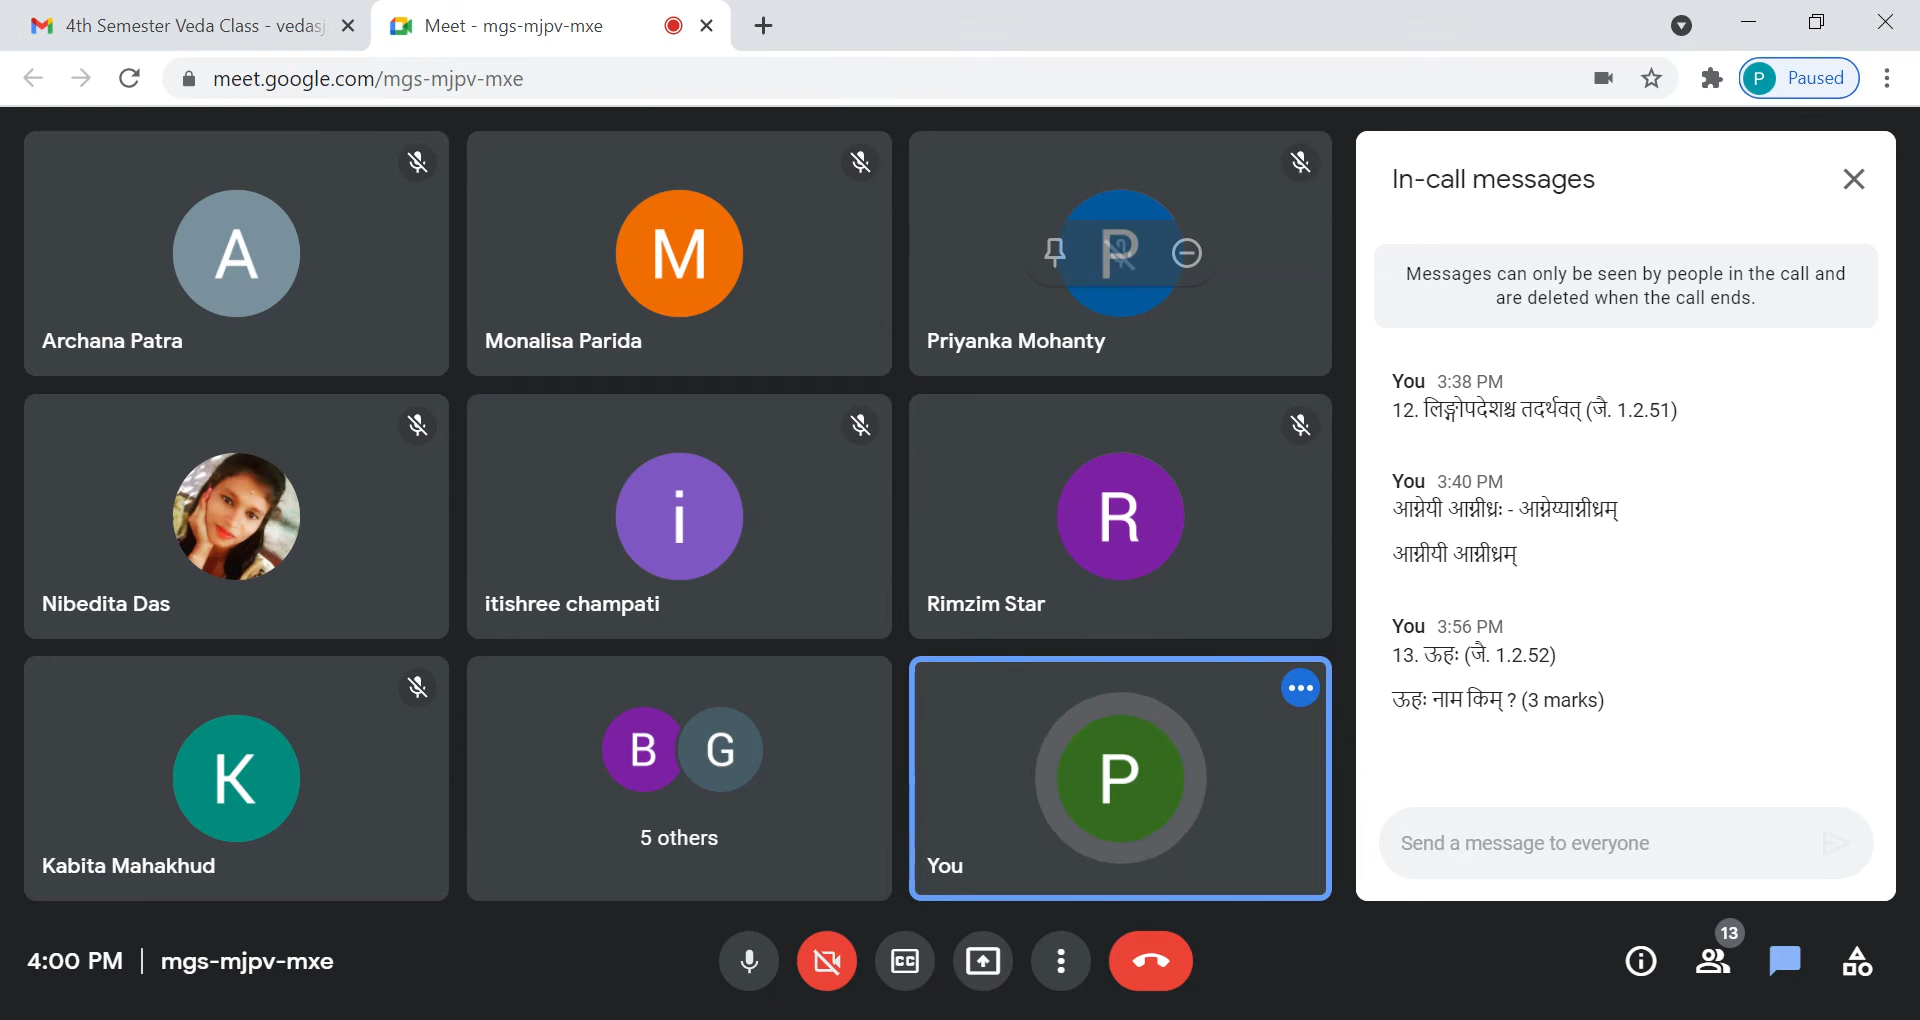 4th Semester Veda Class - vedasj
Meet - mgs-mjpv-mxe
meet.google.com/mgs-mjpv-mxe
P Paused
A
Archana Patra
M
Monalisa Parida
P
Priyanka Mohanty
Nibedita Das
i
itishree champati
R
Rimzim Star
K
Kabita Mahakhud
B G
5 others
P
You
In-call messages
Messages can only be seen by people in the call and
are deleted when the call ends.
You 3:38 PM
12. लिङ्गोपदेशश्च तदर्थवत् (जै. 1.2.51)
You 3:40 PM
आग्नेयी आग्नीध्रः - आग्नेय्याग्नीध्रम्
आग्नीयी आग्नीध्रम्
You 3:56 PM
13. ऊहः (जै. 1.2.52)
ऊहः नाम किम् ? (3 marks)
Send a message to everyone
4:00 PM | mgs-mjpv-mxe
CC
13